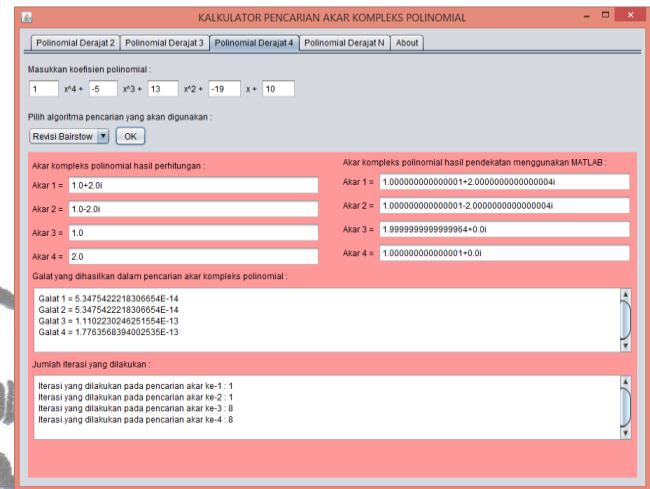 KALKULATOR PENCARIAN AKAR KOMPLEKS POLINOMIAL
Polinomial Derajat 2 Polinomial Derajat 3 Polinomial Derajat 4 Polinomial Derajat N About
Masukkan koefisien polinomial :
1 x^4 + -5 x^3 + 13 x^2 + -19 x + 10
Pilih algoritma pencarian yang akan digunakan :
Revisi Bairstow OK
Akar kompleks polinomial hasil perhitungan :
Akar 1 = 1.0+2.0i
Akar 2 = 1.0-2.0i
Akar 3 = 1.0
Akar 4 = 2.0
Akar kompleks polinomial hasil pendekatan menggunakan MATLAB :
Akar 1 = 1.000000000000001+2.0000000000000004i
Akar 2 = 1.000000000000001-2.0000000000000004i
Akar 3 = 1.9999999999999964+0.0i
Akar 4 = 1.000000000000001+0.0i
Galat yang dihasilkan dalam pencarian akar kompleks polinomial :
Galat 1 = 5.3475422218306654E-14
Galat 2 = 5.3475422218306654E-14
Galat 3 = 1.1102230246251554E-13
Galat 4 = 1.7763568394002535E-13
Jumlah iterasi yang dilakukan :
Iterasi yang dilakukan pada pencarian akar ke-1 : 1
Iterasi yang dilakukan pada pencarian akar ke-2 : 1
Iterasi yang dilakukan pada pencarian akar ke-3 : 8
Iterasi yang dilakukan pada pencarian akar ke-4 : 8